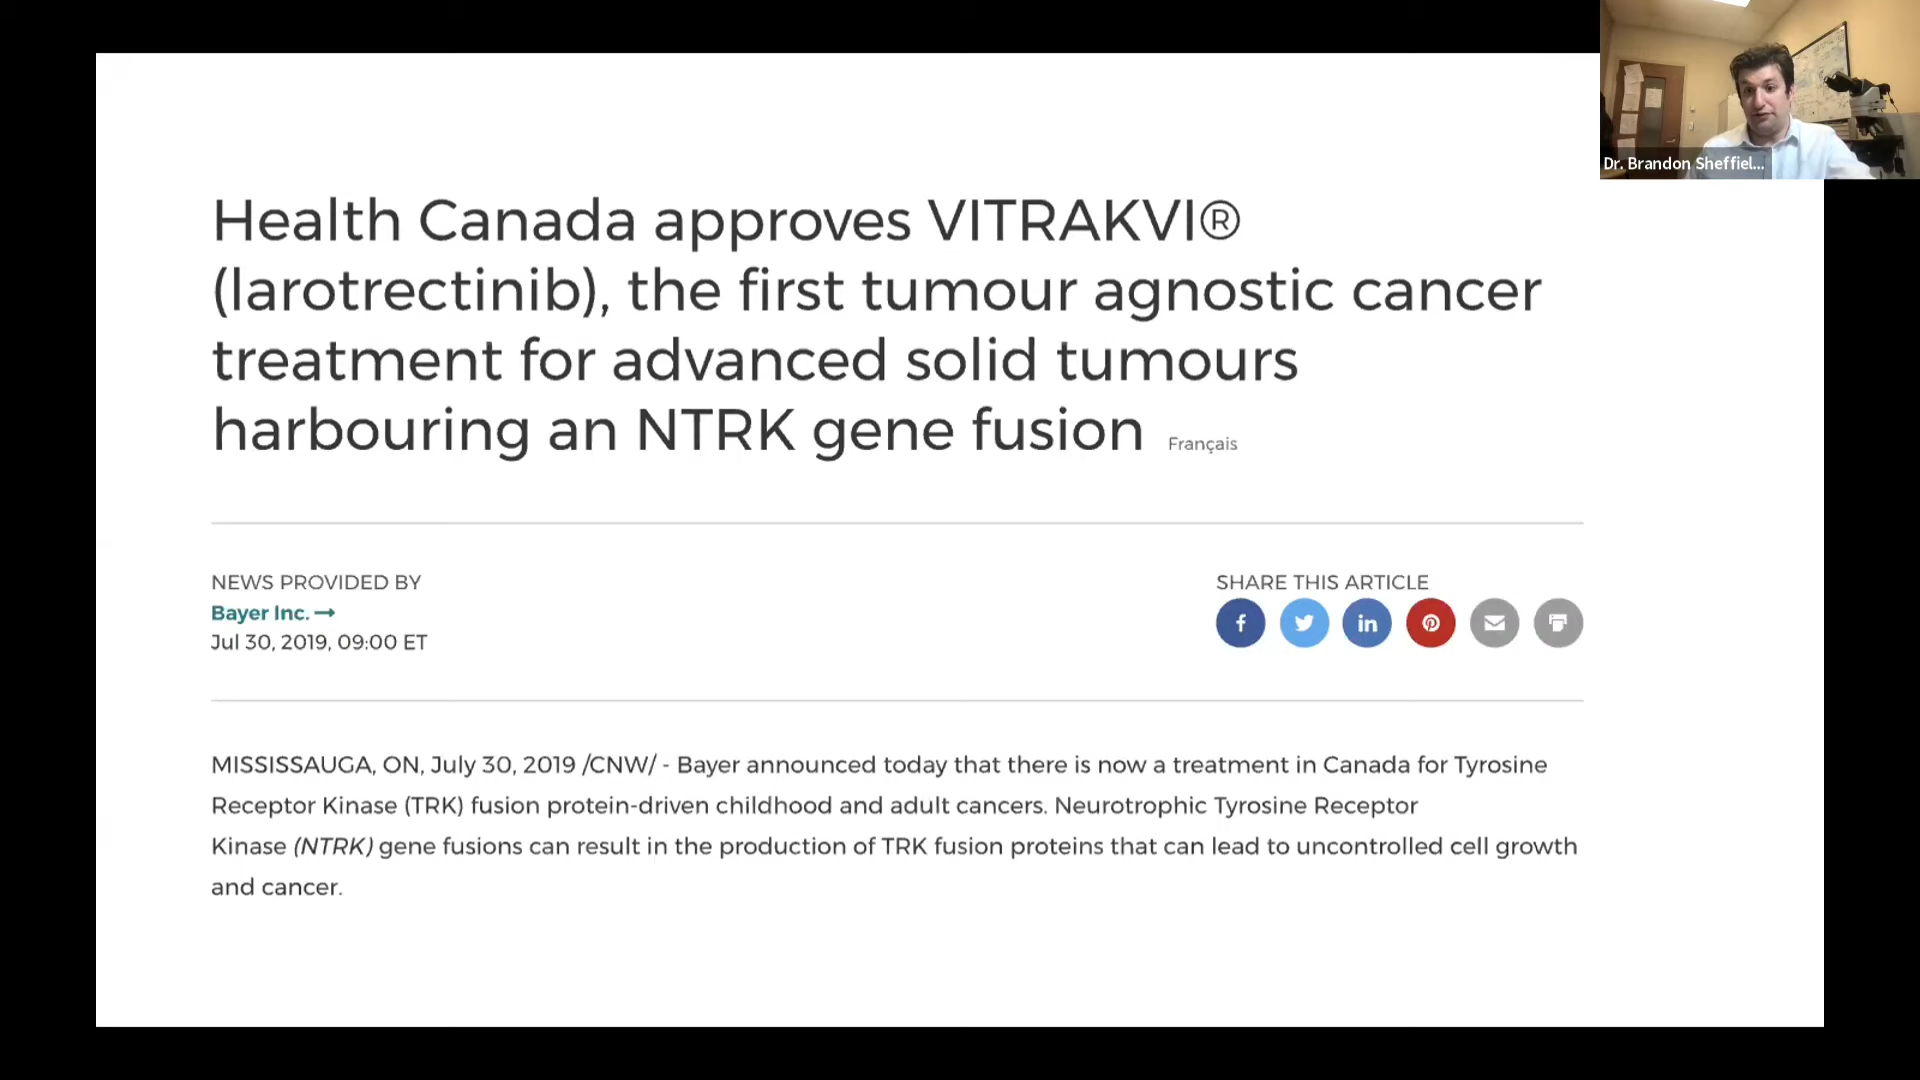 Health Canada approves VITRAKVI®
(larotrectinib), the first tumour agnostic cancer
treatment for advanced solid tumours
harbouring an NTRK gene fusion Français
NEWS PROVIDED BY
Bayer Inc. →
Jul 30, 2019, 09:00 ET
SHARE THIS ARTICLE
MISSISSAUGA, ON, July 30, 2019 /CNW/ - Bayer announced today that there is now a treatment in Canada for Tyrosine
Receptor Kinase (TRK) fusion protein-driven childhood and adult cancers. Neurotrophic Tyrosine Receptor
Kinase (NTRK) gene fusions can result in the production of TRK fusion proteins that can lead to uncontrolled cell growth
and cancer.
Dr. Brandon Sheffiel...